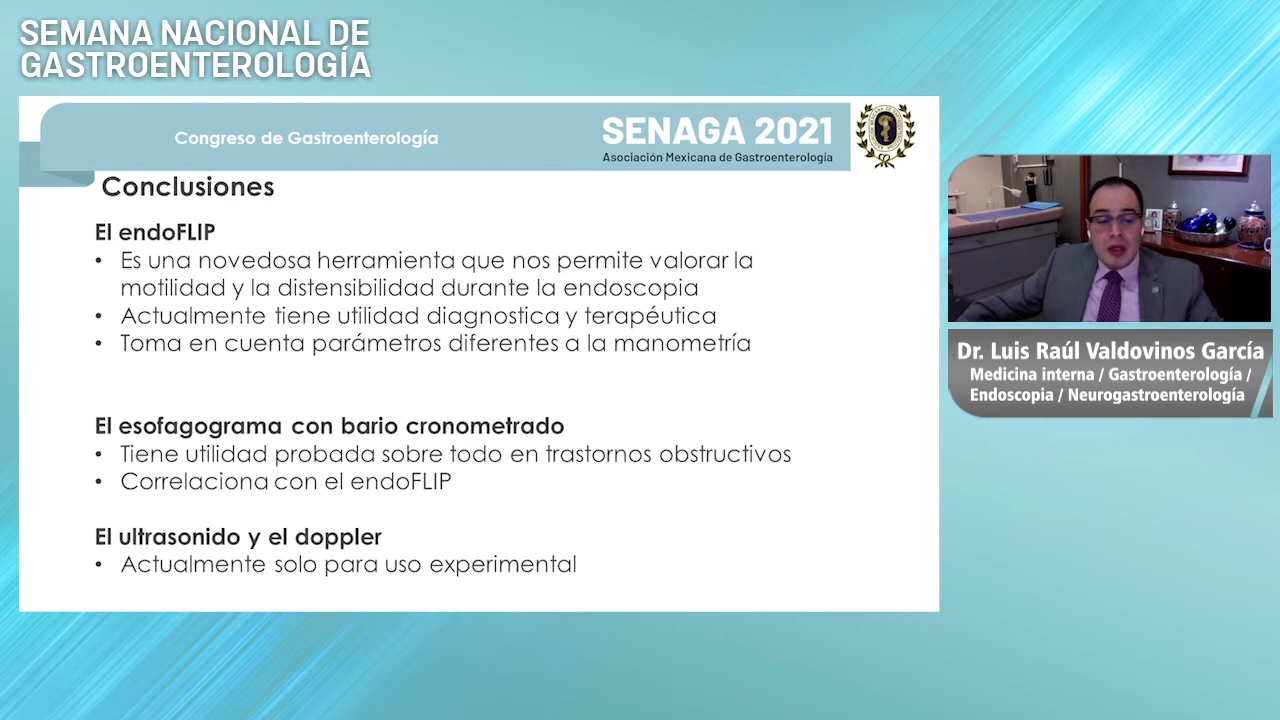 SEMANA NACIONAL DE
GASTROENTEROLOGÍA
Congreso de Gastroenterología
SENAGA 2021
Asociación Mexicana de Gastroenterología
Conclusiones
El endoFLIP
• Es una novedosa herramienta que nos permite valorar la
motilidad y la distensibilidad durante la endoscopia
• Actualmente tiene utilidad diagnostica y terapéutica
• Toma en cuenta parámetros diferentes a la manometría
El esofagograma con bario cronometrado
• Tiene utilidad probada sobre todo en trastornos obstructivos
• Correlaciona con el endoFLIP
El ultrasonido y el doppler
• Actualmente solo para uso experimental
Dr. Luis Raúl Valdovinos García
Medicina interna / Gastroenterología /
Endoscopia / Neurogastroenterología